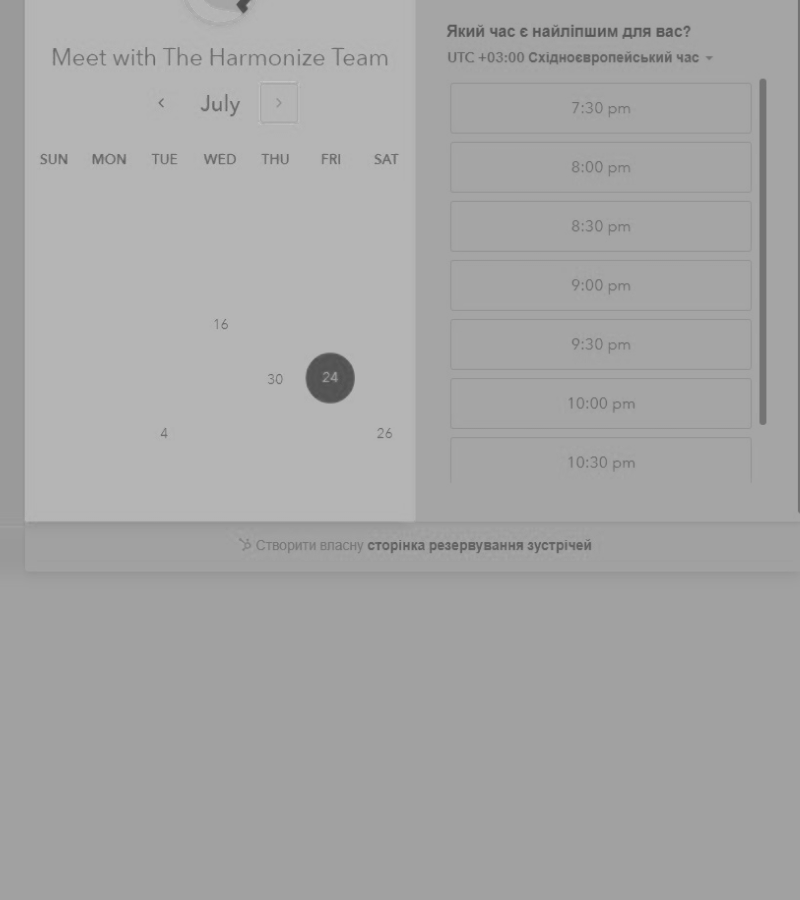 Meet with The Harmonize Team
July
SUN MON TUE WED THU FRI SAT
16
30 24
4 26
Який час є найліпшим для вас?
UTC +03:00 Східноєвропейський час
7:30 pm
8:00 pm
8:30 pm
9:00 pm
9:30 pm
10:00 pm
10:30 pm
Створити власну сторінка резервування зустрічей